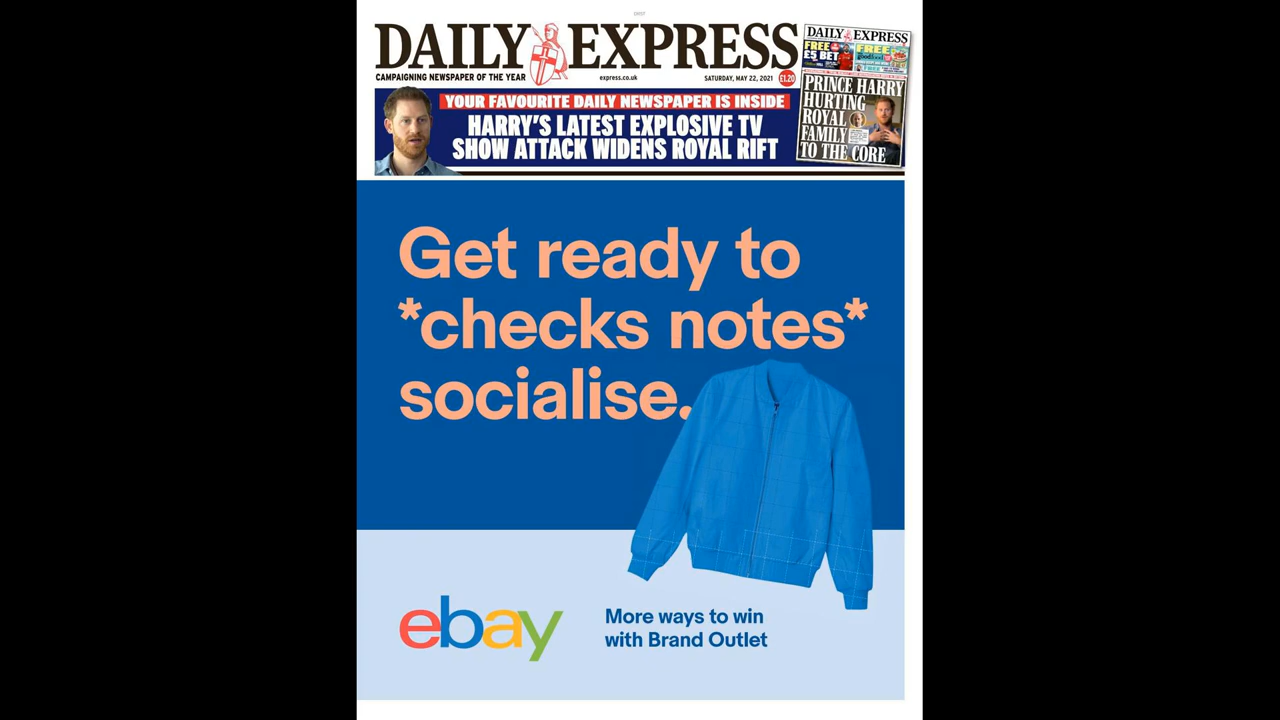 DAILY EXPRESS
CAMPAIGNING NEWSPAPER OF THE YEAR
express.co.uk
SATURDAY, MAY 22, 2021
£1.20
YOUR FAVOURITE DAILY NEWSPAPER IS INSIDE
HARRY'S LATEST EXPLOSIVE TV
SHOW ATTACK WIDENS ROYAL RIFT
DAILY EXPRESS
FREE
£5 BET
FREE
PRINCE HARRY
HURTING
ROYAL
FAMILY
TO THE CORE
Get ready to
*checks notes*
socialise.
ebay
More ways to win
with Brand Outlet